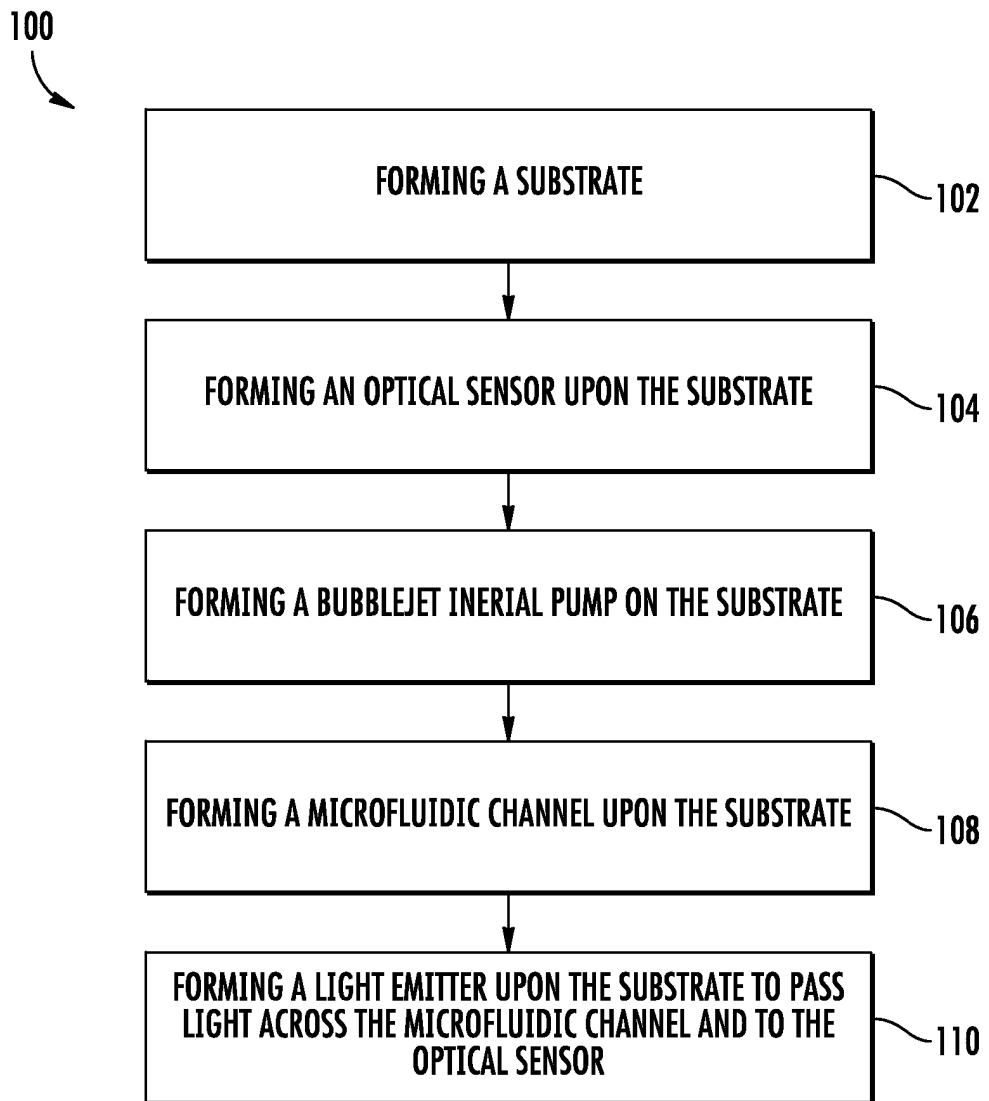 100
FORMING A SUBSTRATE
102
FORMING AN OPTICAL SENSOR UPON THE SUBSTRATE
104
FORMING A BUBBLEJET INERIAL PUMP ON THE SUBSTRATE
106
FORMING A MICROFLUIDIC CHANNEL UPON THE SUBSTRATE
108
FORMING A LIGHT EMITTER UPON THE SUBSTRATE TO PASS
LIGHT ACROSS THE MICROFLUIDIC CHANNEL AND TO THE
OPTICAL SENSOR
110